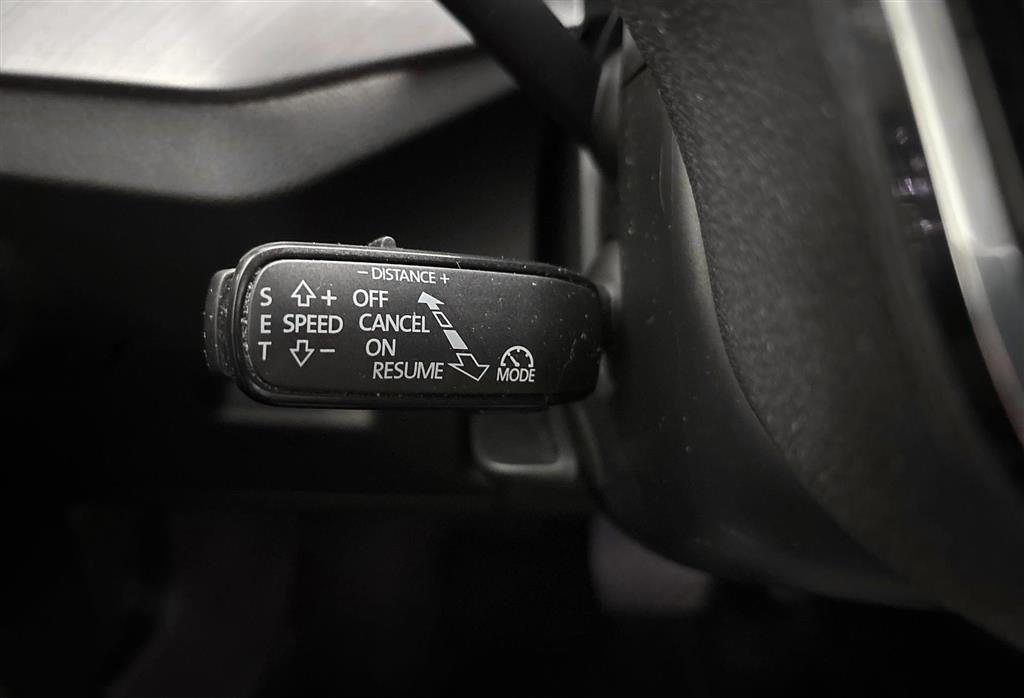 − DISTANCE +
S + OFF
E SPEED CANCEL
T − ON
RESUME MODE